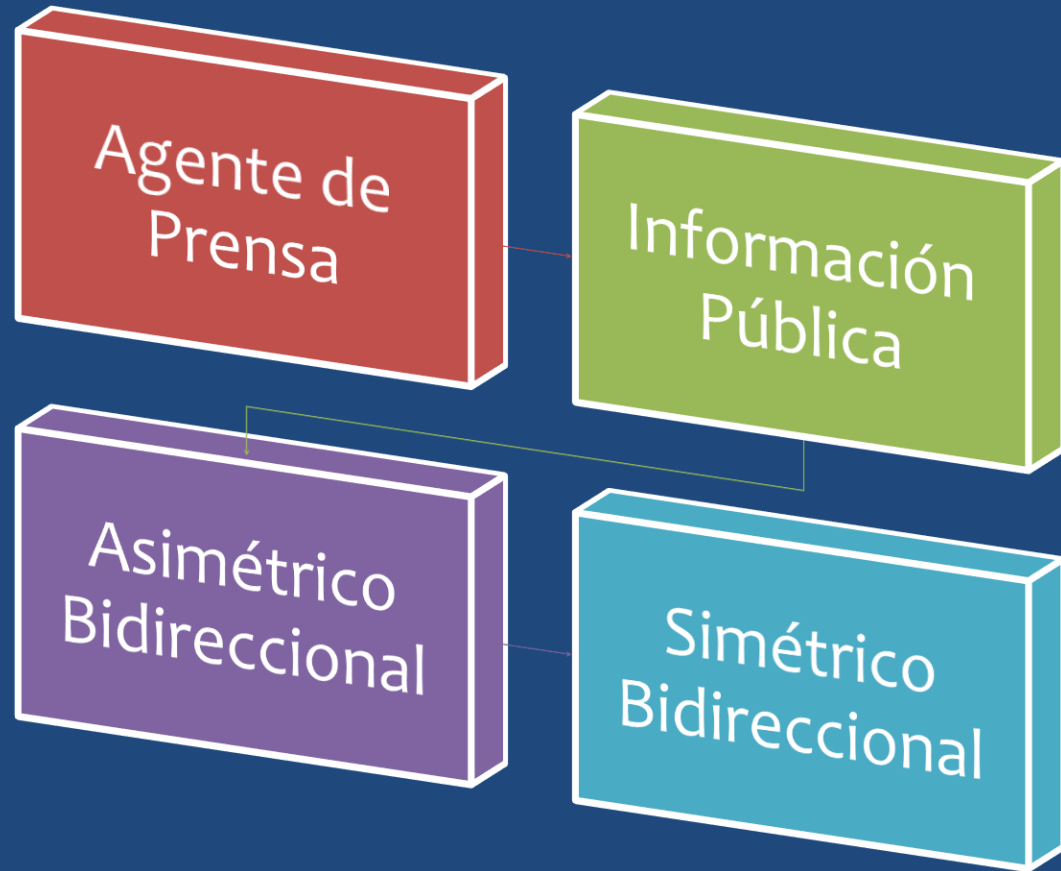 Agente de
Prensa
Información
Pública
Asimétrico
Bidireccional
Simétrico
Bidireccional